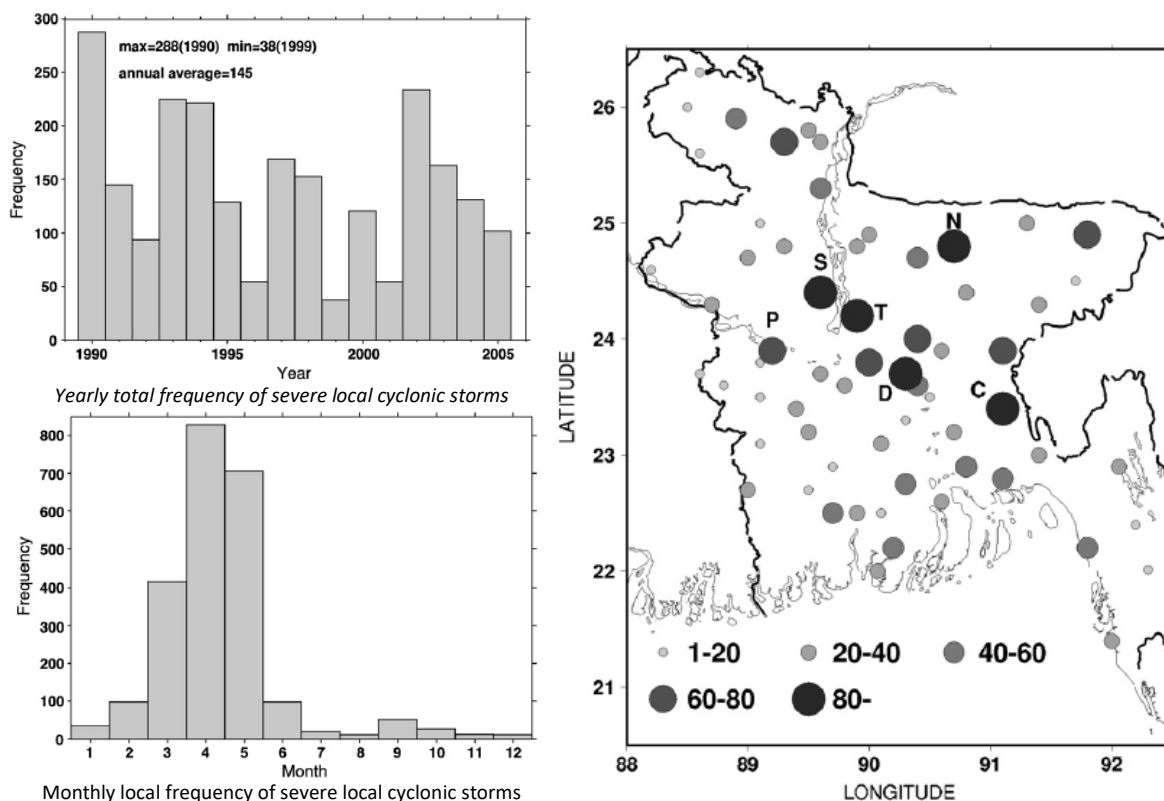 300
250
200
150
100
50
0
Frequency
max=288(1990) min=38(1999)
annual average=145
1990 1995 2000 2005
Year
Yearly total frequency of severe local cyclonic storms
800
700
600
500
400
300
200
100
0
Frequency
1 2 3 4 5 6 7 8 9 10 11 12
Month
Monthly local frequency of severe local cyclonic storms
LATITUDE
26
25
24
23
22
21
N
S
T
P
D
C
1-20 20-40 40-60
60-80 80-
88 89 90 91 92
LONGITUDE